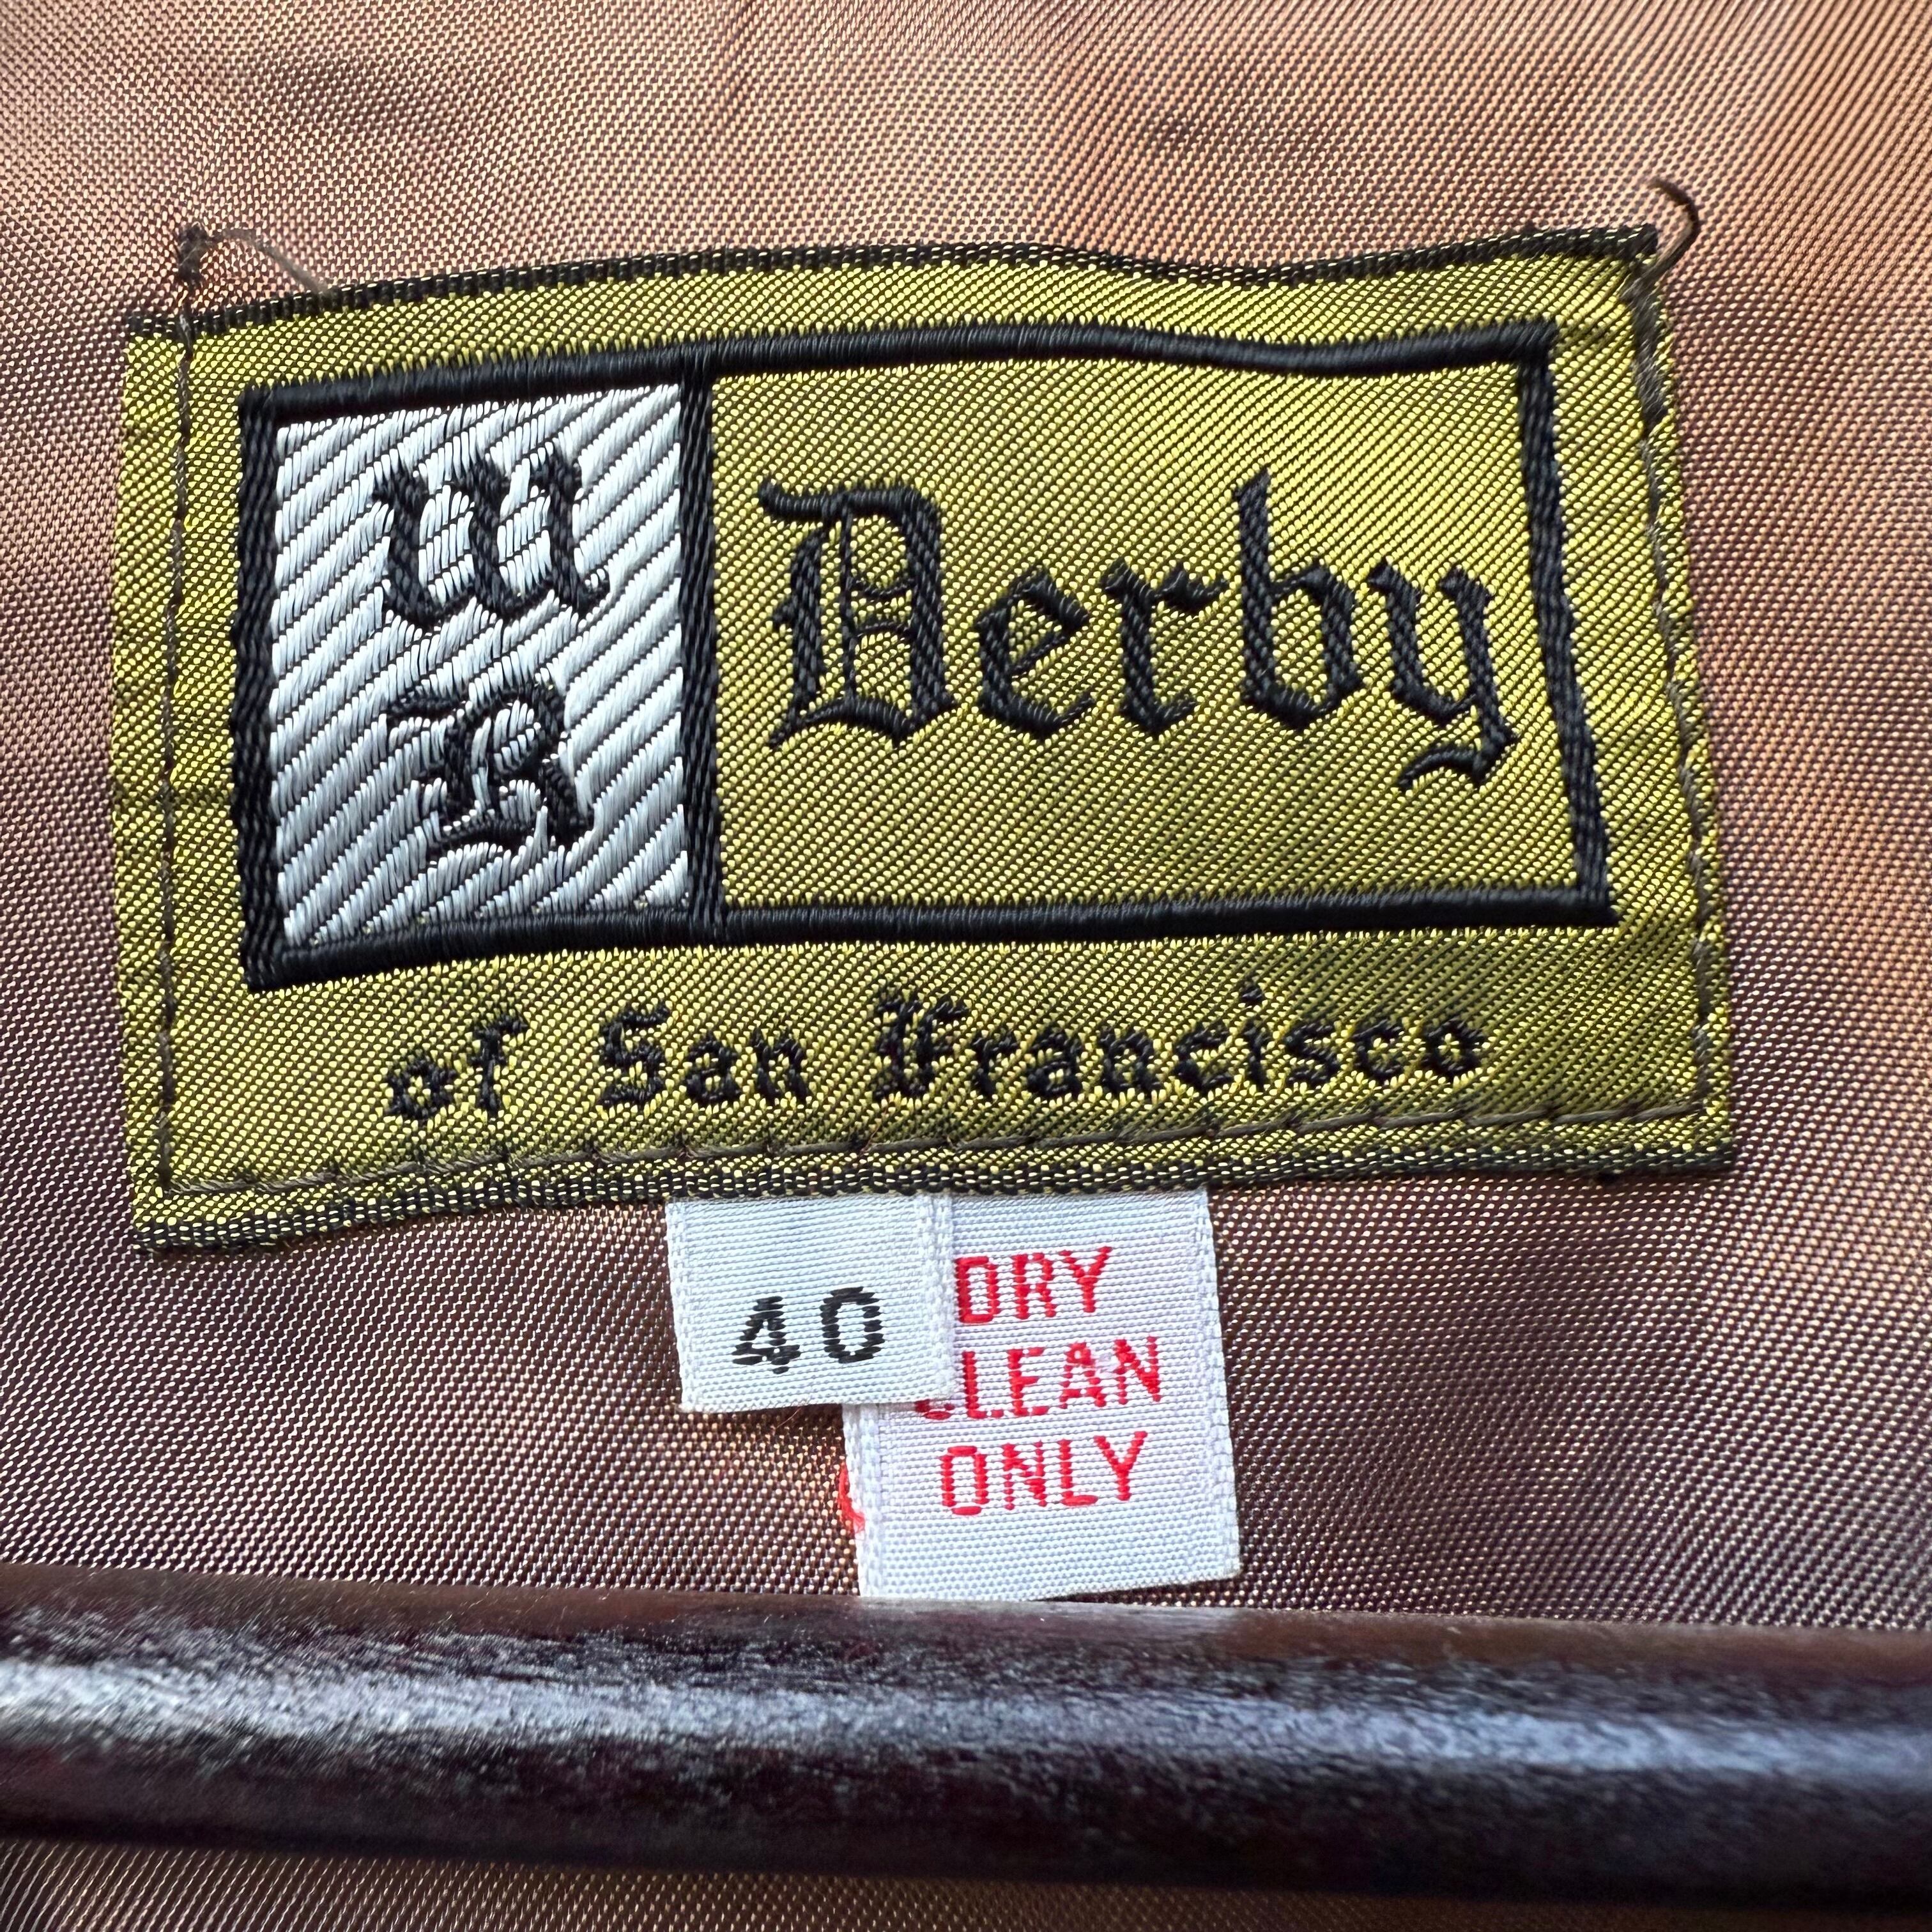 W
R
Derby
of San Francisco
40
DRY
CLEAN
ONLY